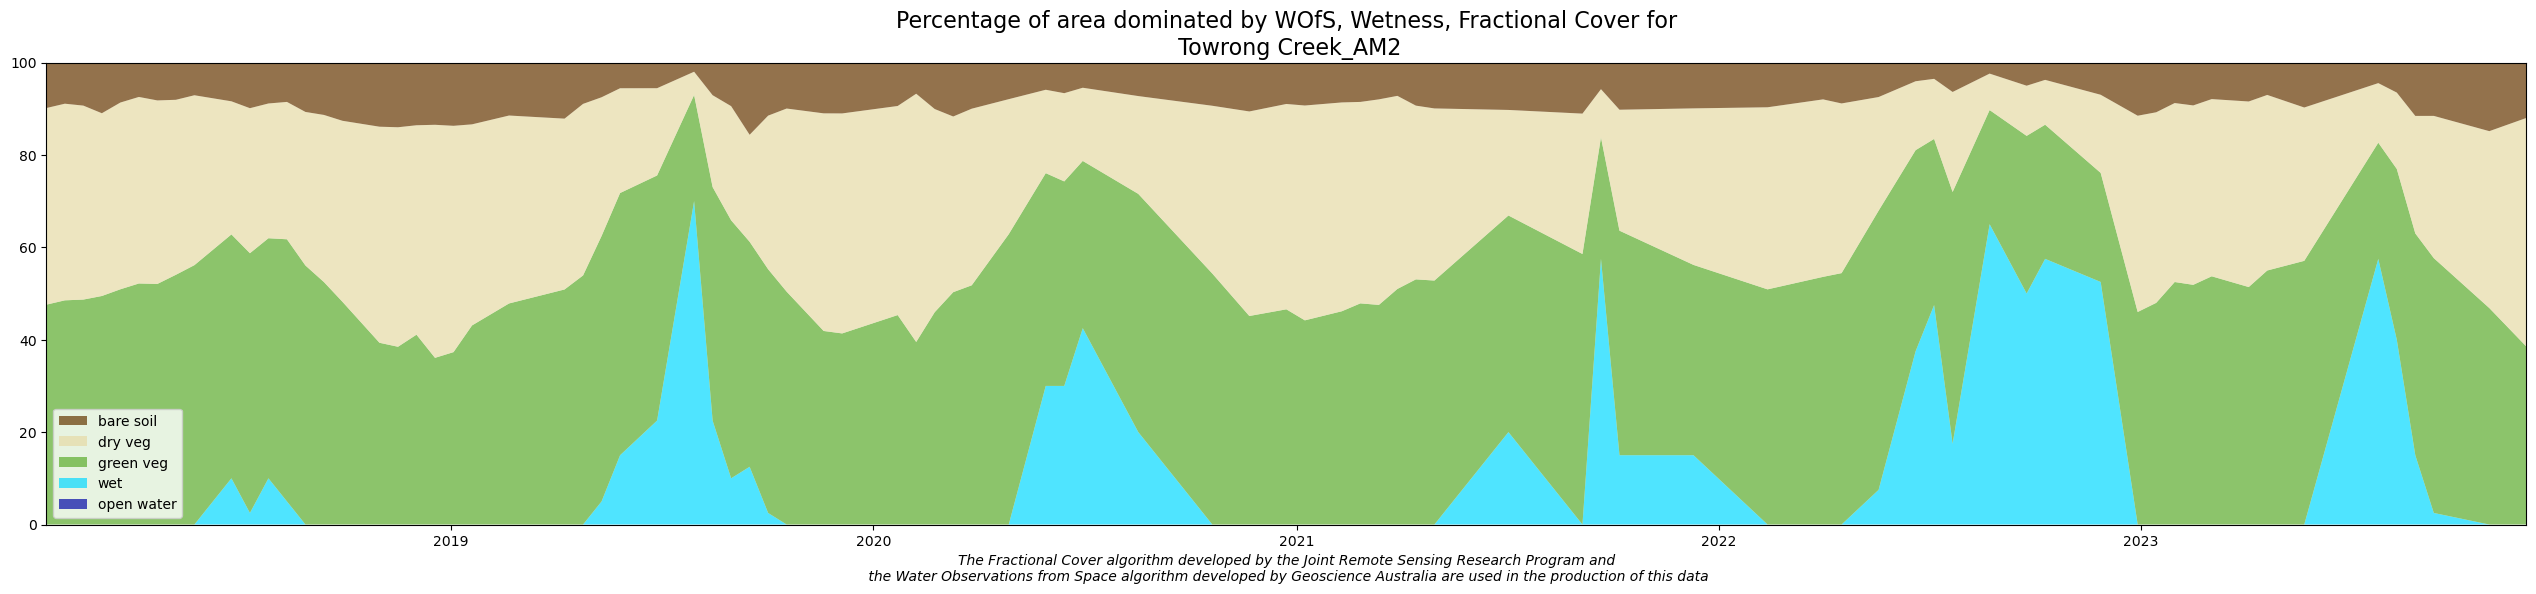 Percentage of area dominated by WOfS, Wetness, Fractional Cover for
Towrong Creek_AM2
100
80
60
40
20
0
bare soil
dry veg
green veg
wet
open water
2019 2020 2021 2022 2023
The Fractional Cover algorithm developed by the Joint Remote Sensing Research Program and
the Water Observations from Space algorithm developed by Geoscience Australia are used in the production of this data